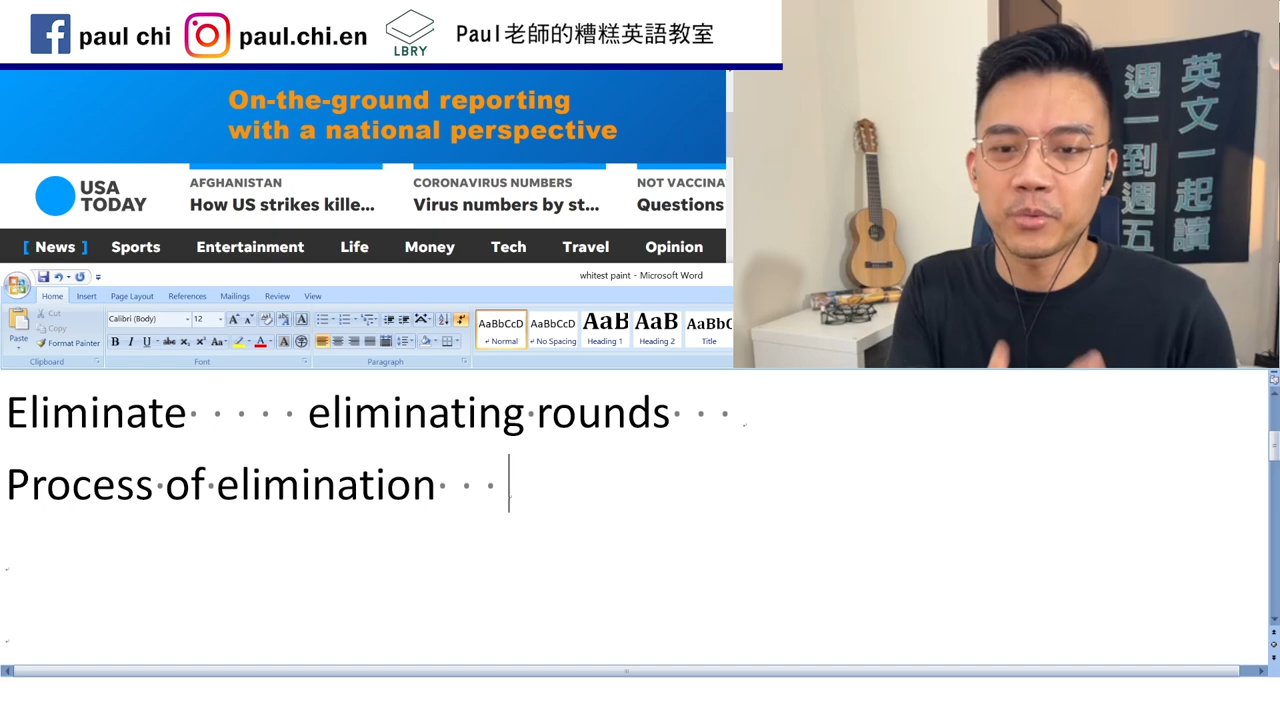 paul chi paul.chi.en LBRY Paul老師的糟糕英語教室
On-the-ground reporting
with a national perspective
USA
TODAY
AFGHANISTAN
How US strikes kille...
CORONAVIRUS NUMBERS
Virus numbers by st...
NOT VACCINA
Questions
[ News ] Sports Entertainment Life Money Tech Travel Opinion
whitest paint - Microsoft Word
Home Insert Page Layout References Mailings Review View
Paste
Cut
Copy
Format Painter
Clipboard
Calibri (Body) 12
Font
Paragraph
AaBbCcD AaBbCcD AaB AaB AaBbC
Normal No Spacing Heading 1 Heading 2 Title
Eliminate eliminating rounds
Process of elimination
英文一起讀
週一到週五